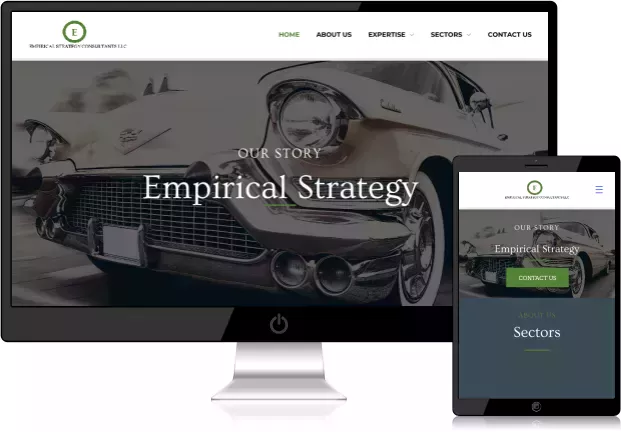 E
EMPIRICAL STRATEGY CONSULTANTS LLC
HOME ABOUT US EXPERTISE SECTORS CONTACT US
OUR STORY
Empirical Strategy
E
EMPIRICAL STRATEGY CONSULTANTS LLC
OUR STORY
Empirical Strategy
CONTACT US
ABOUT US
Sectors